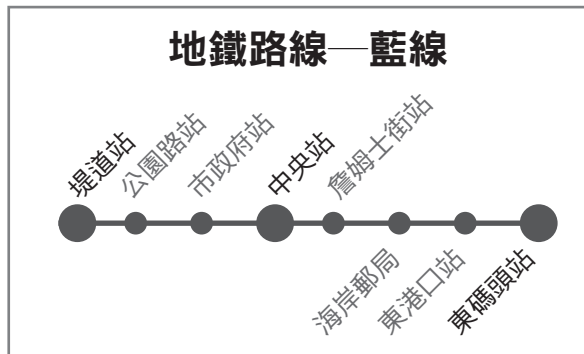 地鐵路線—藍線
堤道站
公園路站
市政府站
中央站
詹姆士街站
海岸郵局
東港口站
東碼頭站